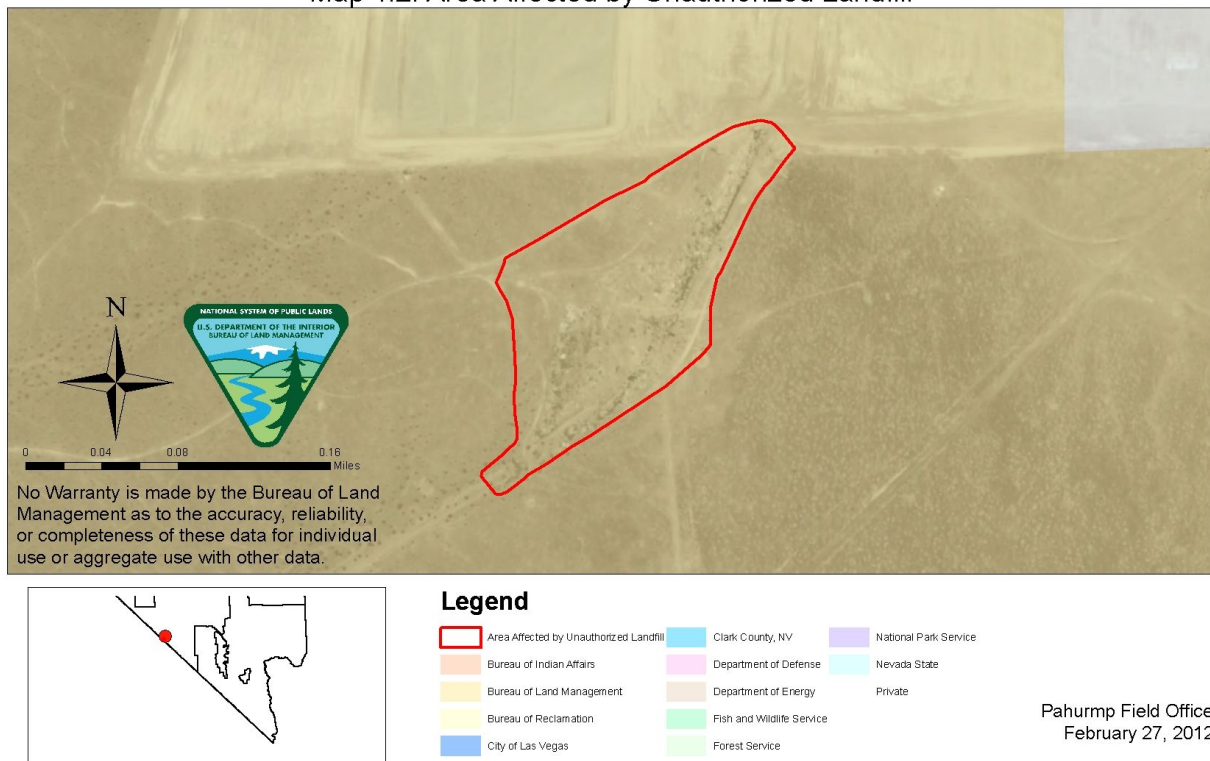 Map 4.2. Area Affected by Unauthorized Landfill
N
NATIONAL SYSTEM OF PUBLIC LANDS
U.S. DEPARTMENT OF THE INTERIOR
BUREAU OF LAND MANAGEMENT
0 0.04 0.08 0.16
Miles
No Warranty is made by the Bureau of Land
Management as to the accuracy, reliability,
or completeness of these data for individual
use or aggregate use with other data.
Legend
Area Affected by Unauthorized Landfill
Bureau of Indian Affairs
Bureau of Land Management
Bureau of Reclamation
City of Las Vegas
Clark County, NV
Department of Defense
Department of Energy
Fish and Wildlife Service
Forest Service
National Park Service
Nevada State
Private
Pahurmp Field Office
February 27, 2012